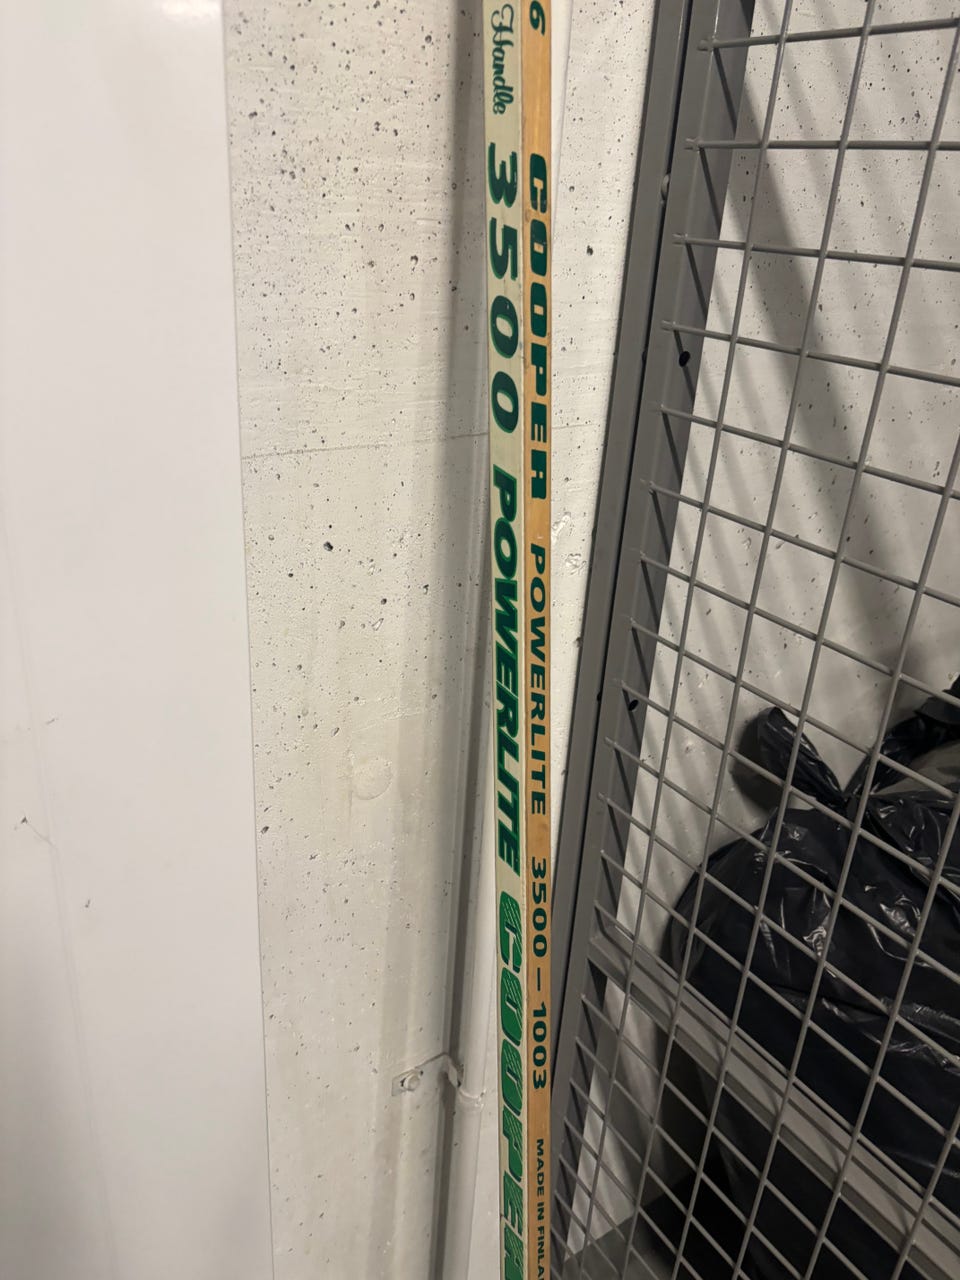 Handle 3500 POWERLITE COOPER
6 COOPER POWERLITE 3500 — 1003 MADE IN FINLA